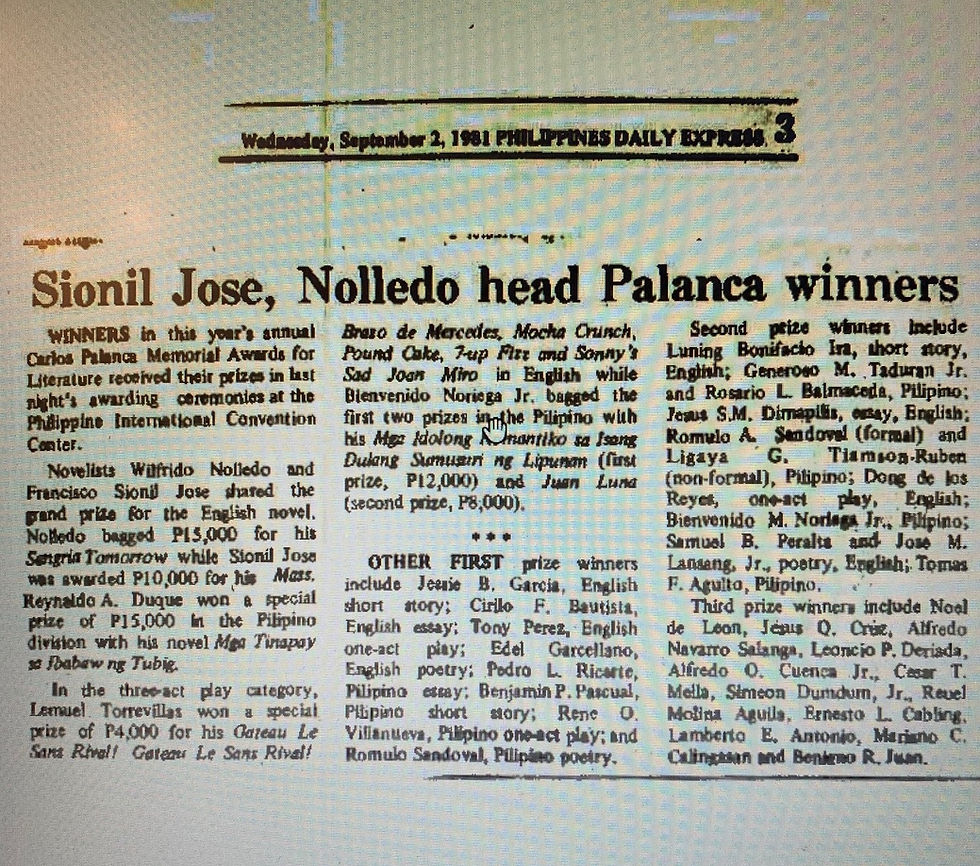 Wednesday, September 2, 1981 PHILIPPINES DAILY EXPRESS 3
Sionil Jose, Nolledo head Palanca winners
WINNERS in this year's annual
Carlos Palanca Memorial Awards for
Literature received their prizes in last
night's awarding ceremonies at the
Philippine International Convention
Center.
Novelists Wilfrido Nolledo and
Francisco Sionil Jose shared the
grand prize for the English novel.
Nolledo bagged P15,000 for his
Sangria Tomorrow while Sionil Jose
was awarded P10,000 for his Mass.
Reynaldo A. Duque won a special
prize of P15,000 in the Pilipino
division with his novel Mga Tinapay
sa Ibabaw ng Tubig.
In the three-act play category,
Lemuel Torrevillas won a special
prize of P4,000 for his Gateau Le
Sans Rival! Gateau Le Sans Rival!
Braso de Mercedes, Mocha Crunch,
Pound Cake, 7-up Fizz and Sonny's
Sad Joan Miro in English while
Bienvenido Noriega Jr. bagged the
first two prizes in the Pilipino with
his Mga Idolong Romantiko sa Isang
Dulang Sumusuri ng Lipunan (first
prize, P12,000) and Juan Luna
(second prize, P8,000).
* * *
OTHER FIRST prize winners
include Jessie B. Garcia, English
short story; Cirilo F. Bautista,
English essay; Tony Perez, English
one-act play; Edel Garcellano,
English poetry; Pedro L. Ricarte,
Pilipino essay; Benjamin P. Pascual,
Pilipino short story; Rene O.
Villanueva, Pilipino one-act play; and
Romulo Sandoval, Pilipino poetry.
Second prize winners include
Luning Bonifacio Ira, short story,
English; Generoso M. Taduran Jr.
and Rosario L. Balmaceda, Pilipino;
Jesus S.M. Dimapilis, essay, English;
Romulo A. Sandoval (formal) and
Ligaya G. Tiamson-Ruben
(non-formal), Pilipino; Dong de los
Reyes, one-act play, English;
Bienvenido M. Noriega Jr., Pilipino;
Samuel B. Peralta and Jose M.
Lansang, Jr., poetry, English; Tomas
F. Agulto, Pilipino.
Third prize winners include Noel
de Leon, Jesus Q. Cruz, Alfredo
Navarro Salanga, Leoncio P. Deriada,
Alfredo O. Cuenca Jr., Cesar T.
Mella, Simeon Dumdum, Jr., Reuel
Molina Aguila, Ernesto L. Cabling,
Lamberto E. Antonio, Mariano C.
Calingasan and Benigno R. Juan.